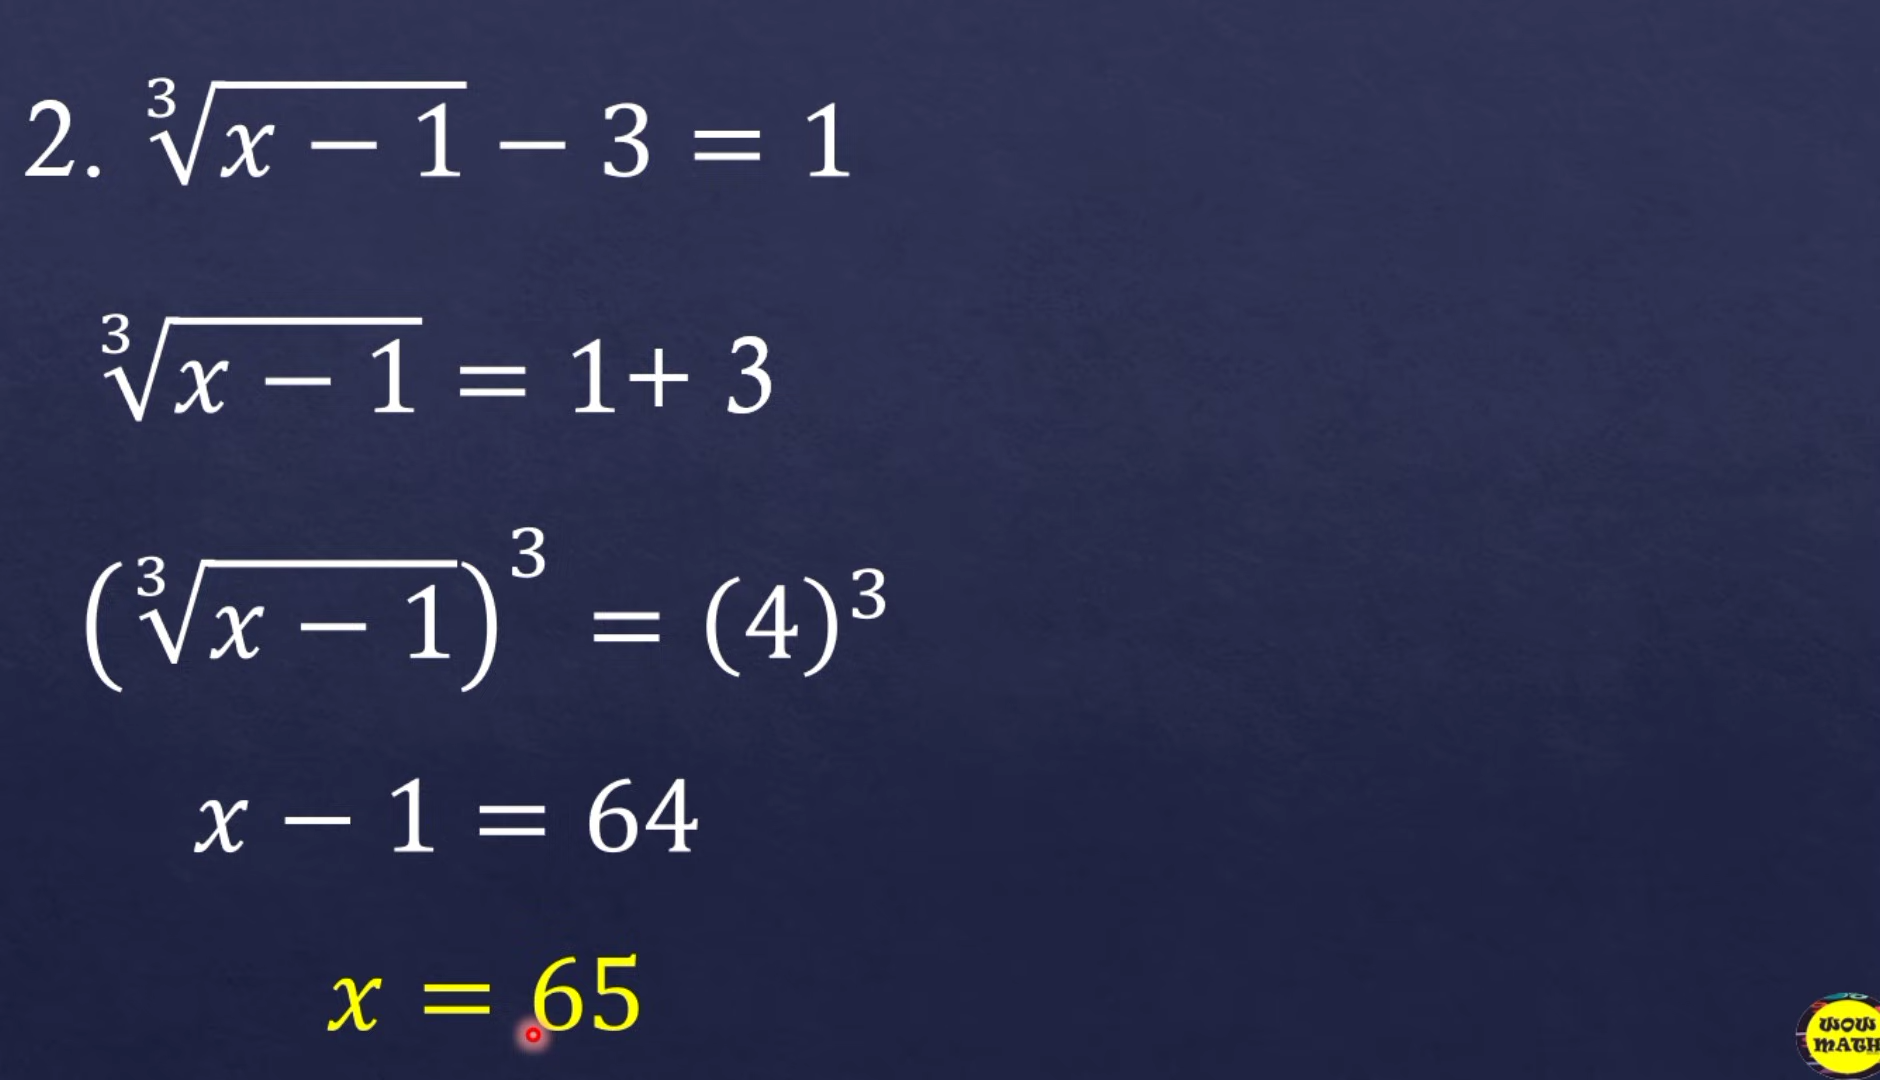 2. ∛(x − 1) − 3 = 1
∛(x − 1) = 1+ 3
(∛(x − 1))³ = (4)³
x − 1 = 64
x = 65
WOW
MATH